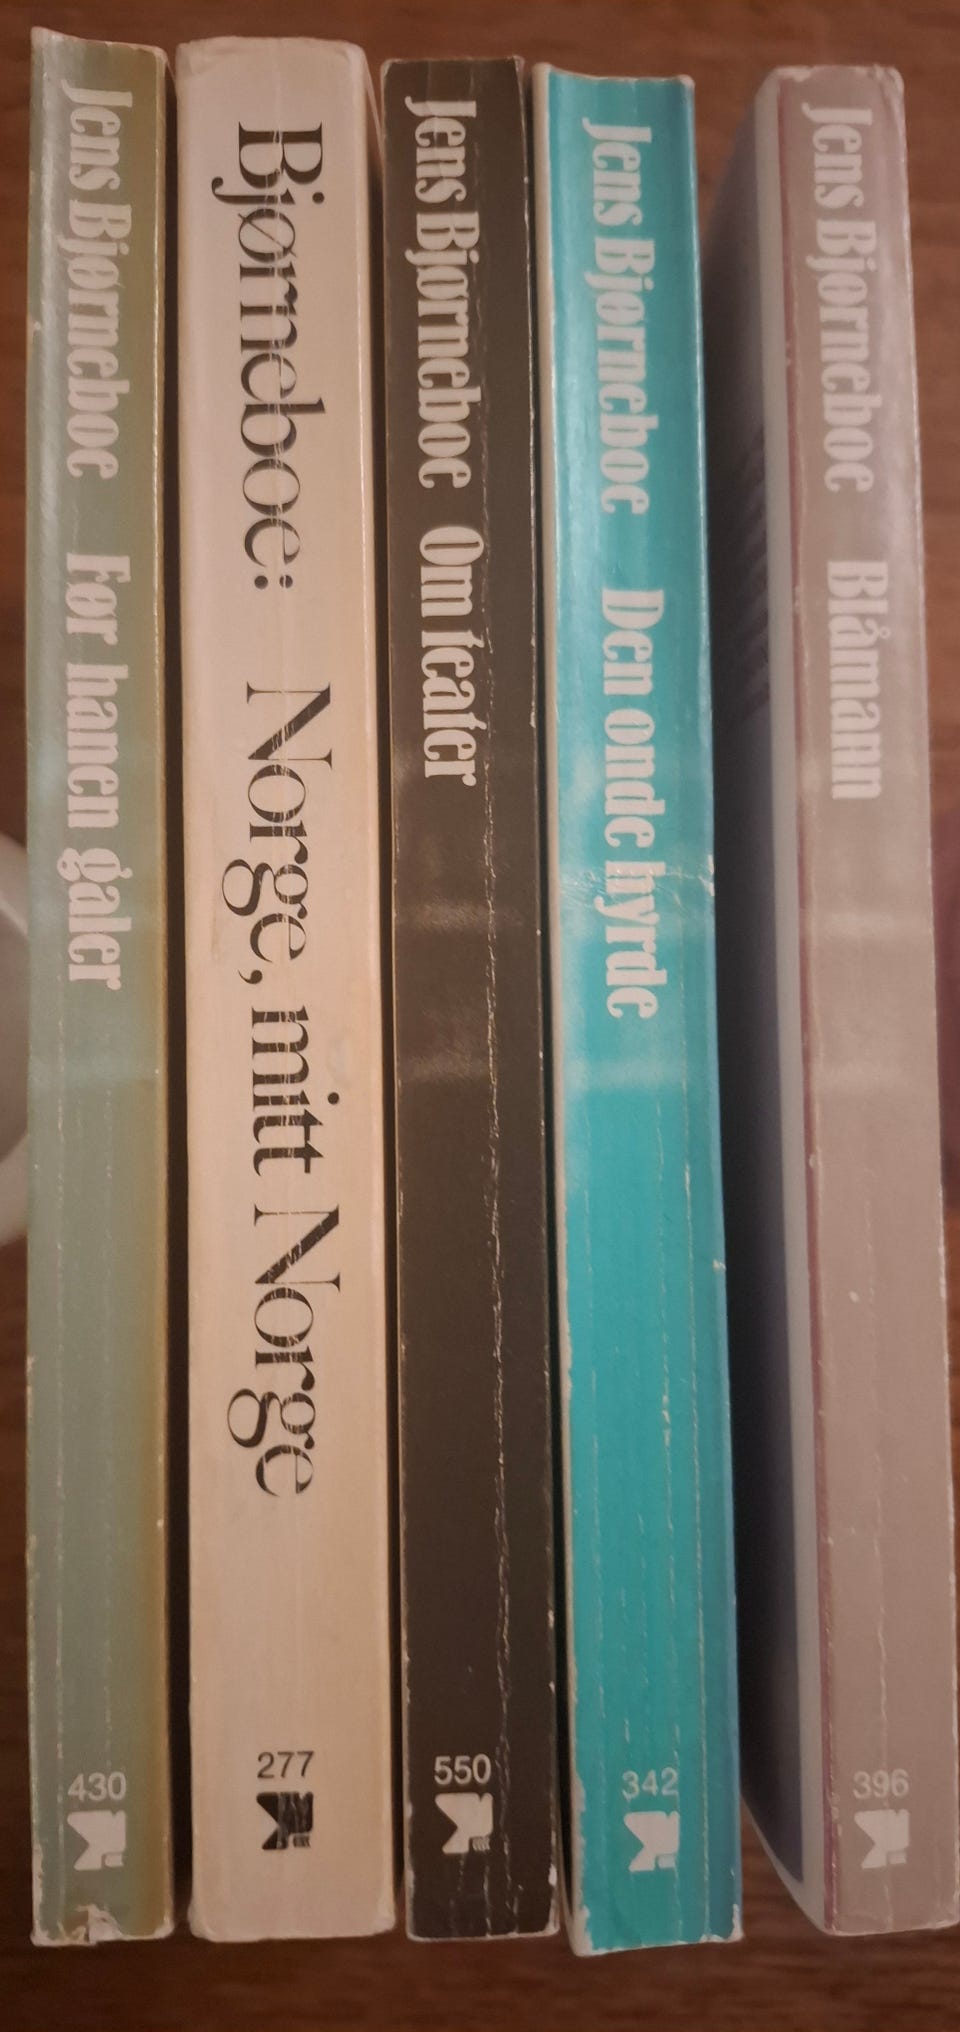 Jens Bjørneboe Før hanen galer
430
Bjørneboe: Norge, mitt Norge
277
Jens Bjørneboe Om teater
550
Jens Bjørneboe Den onde hyrde
342
Jens Bjørneboe Blåmann
396